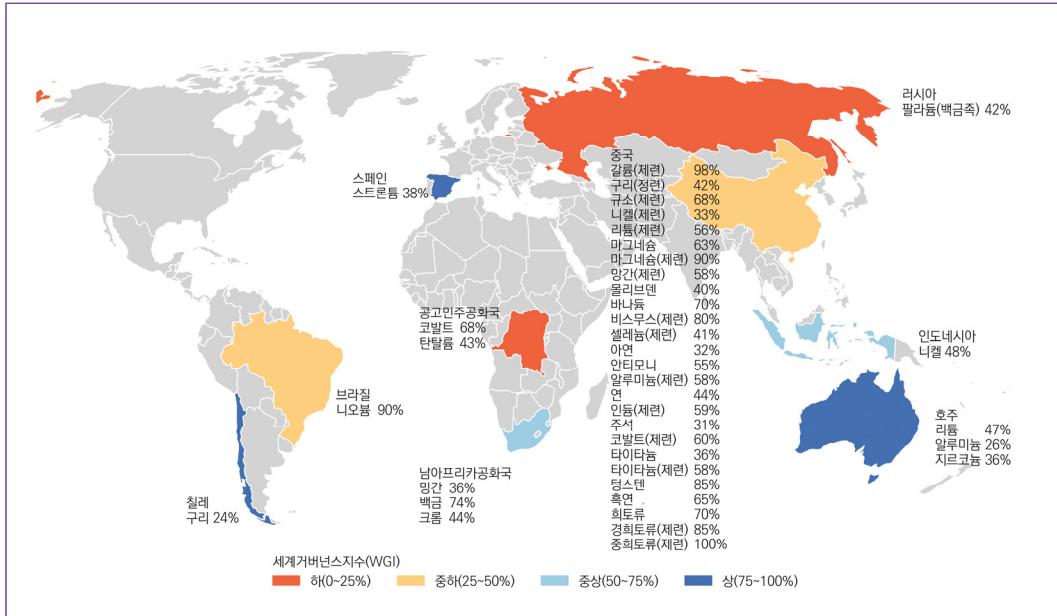 러시아
팔라듐(백금족) 42%
중국
갈륨(제련) 98%
구리(정련) 42%
규소(제련) 68%
니켈(제련) 33%
리튬(제련) 56%
마그네슘 63%
마그네슘(제련) 90%
망간(제련) 58%
몰리브덴 40%
바나듐 70%
비스무스(제련) 80%
셀레늄(제련) 41%
아연 32%
안티모니 55%
알루미늄(제련) 58%
연 44%
인듐(제련) 59%
주석 31%
코발트(제련) 60%
타이타늄 36%
타이타늄(제련) 58%
텅스텐 85%
흑연 65%
희토류 70%
경희토류(제련) 85%
중희토류(제련) 100%
스페인
스트론튬 38%
공고민주공화국
코발트 68%
탄탈륨 43%
인도네시아
니켈 48%
브라질
니오븀 90%
호주
리튬 47%
알루미늄 26%
지르코늄 36%
남아프리카공화국
밍간 36%
백금 74%
크롬 44%
칠레
구리 24%
세계거버넌스지수(WGI)
하(0~25%) 중하(25~50%) 중상(50~75%) 상(75~100%)